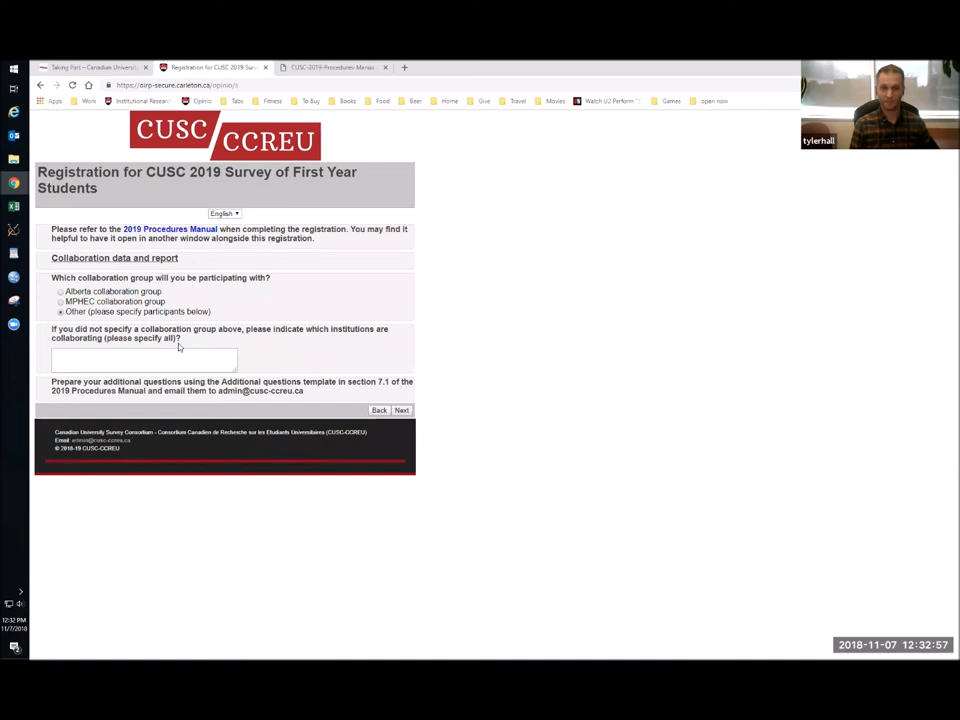 Taking Part – Canadian Universit
Registration for CUSC 2019 Surv
CUSC-2019-Procedures-Manual
https://oirp-secure.carleton.ca/opinio/s
Apps Work Institutional Research Opinio Tabs Fitness To Buy Books Food Beer Home Give Travel Movies Watch U2 Perform Games open now
tylerhall
CUSC
CCREU
Registration for CUSC 2019 Survey of First Year
Students
English
Please refer to the 2019 Procedures Manual when completing the registration. You may find it
helpful to have it open in another window alongside this registration.
Collaboration data and report
Which collaboration group will you be participating with?
Alberta collaboration group
MPHEC collaboration group
Other (please specify participants below)
If you did not specify a collaboration group above, please indicate which institutions are
collaborating (please specify all)?
Prepare your additional questions using the Additional questions template in section 7.1 of the
2019 Procedures Manual and email them to admin@cusc-ccreu.ca
Back Next
Canadian University Survey Consortium - Consortium Canadien de Recherche sur les Etudiants Universitaires (CUSC-CCREU)
Email admin@cusc-ccreu.ca
© 2018-19 CUSC-CCREU
12:32 PM
11/7/2018
2018-11-07 12:32:57